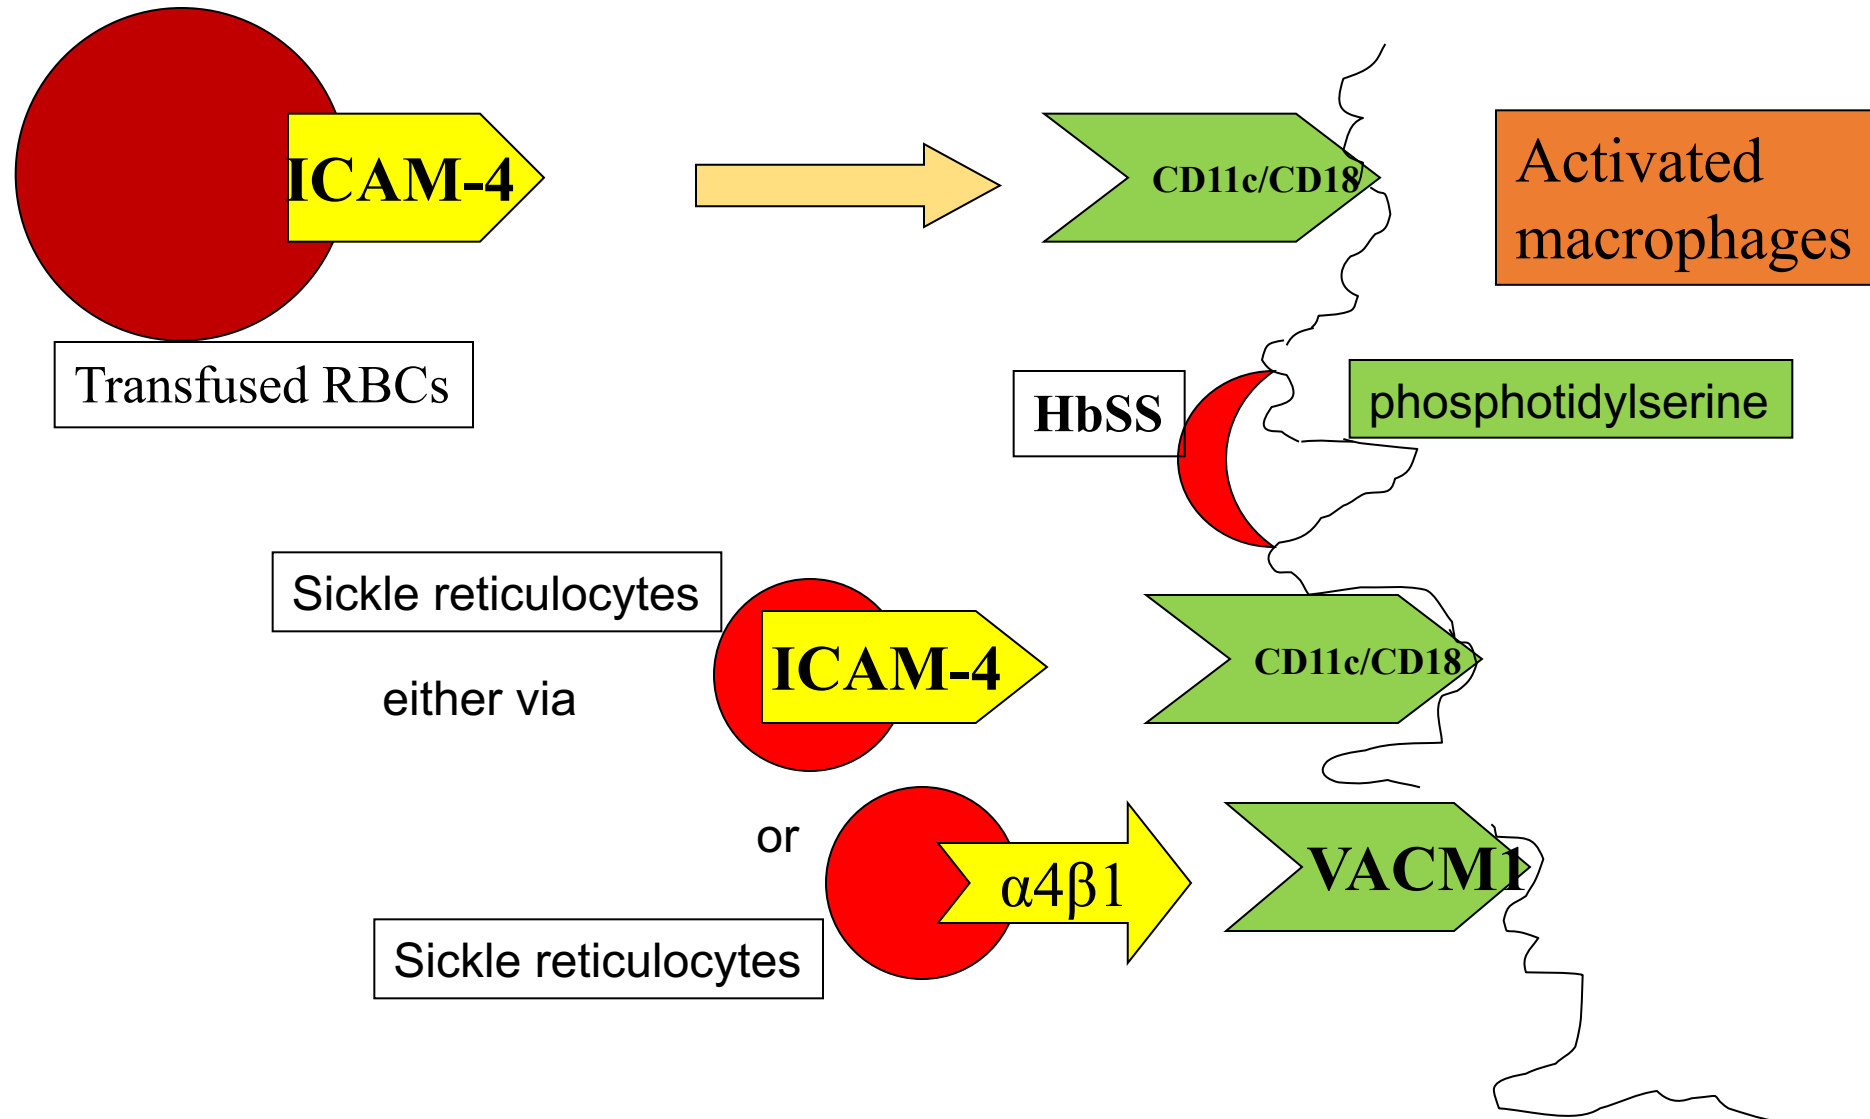 ICAM-4
CD11c/CD18
Activated
macrophages
Transfused RBCs
HbSS
phosphotidylserine
Sickle reticulocytes
either via
ICAM-4
CD11c/CD18
or
α4β1
VACM1
Sickle reticulocytes